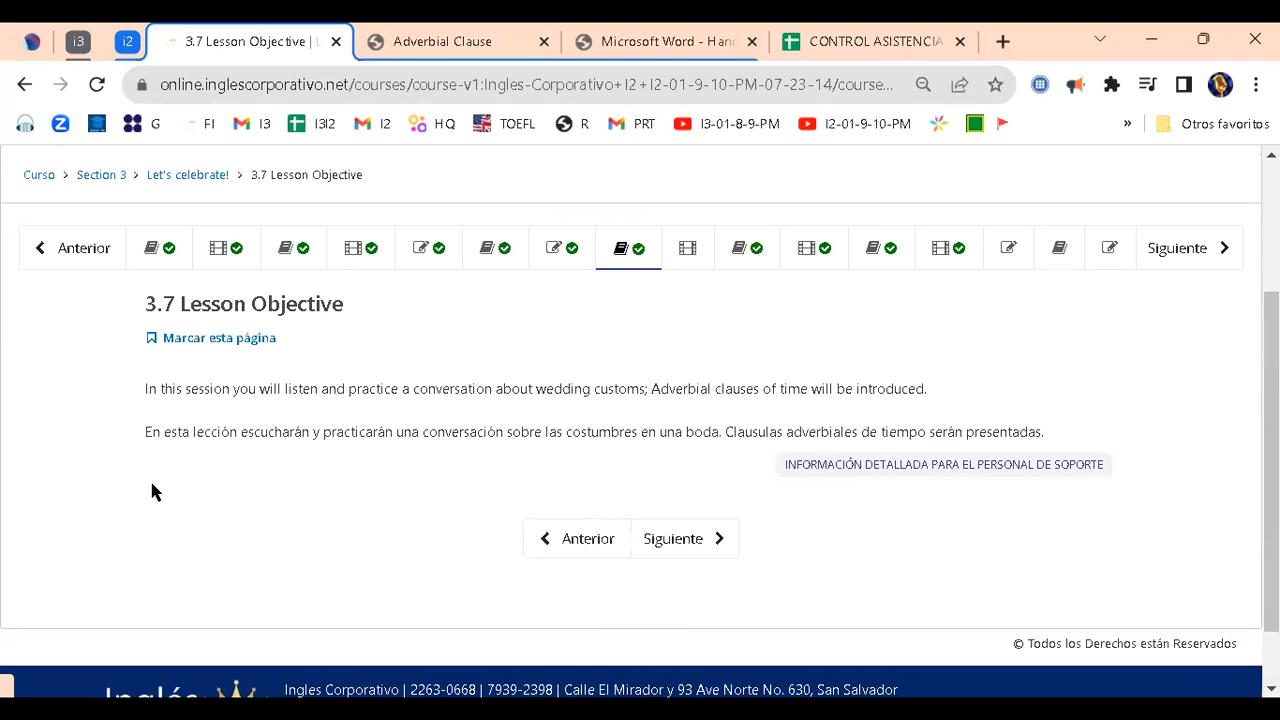 i3
i2
3.7 Lesson Objective | L
Adverbial Clause
Microsoft Word - Han
CONTROL ASISTENCIA
online.inglescorporativo.net/courses/course-v1:Ingles-Corporativo+I2+I2-01-9-10-PM-07-23-14/course...
G
FI
I3
I3I2
I2
HQ
TOEFL
R
PRT
I3-01-8-9-PM
I2-01-9-10-PM
»
Otros favoritos
Curso > Section 3 > Let's celebrate! > 3.7 Lesson Objective
Anterior
Siguiente
3.7 Lesson Objective
Marcar esta página
In this session you will listen and practice a conversation about wedding customs; Adverbial clauses of time will be introduced.
En esta lección escucharán y practicarán una conversación sobre las costumbres en una boda. Clausulas adverbiales de tiempo serán presentadas.
INFORMACIÓN DETALLADA PARA EL PERSONAL DE SOPORTE
Anterior
Siguiente
© Todos los Derechos están Reservados
Inglés
Ingles Corporativo | 2263-0668 | 7939-2398 | Calle El Mirador y 93 Ave Norte No. 630, San Salvador